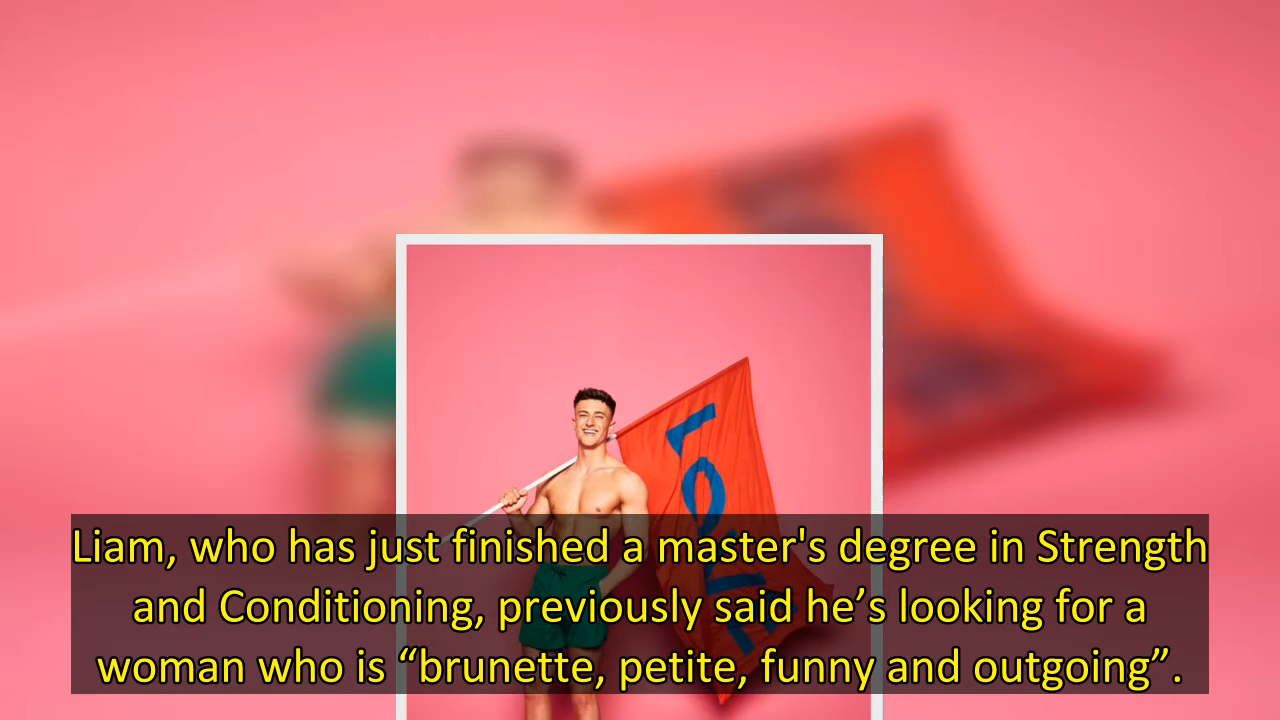 LOVE
Liam, who has just finished a master's degree in Strength
and Conditioning, previously said he’s looking for a
woman who is “brunette, petite, funny and outgoing”.